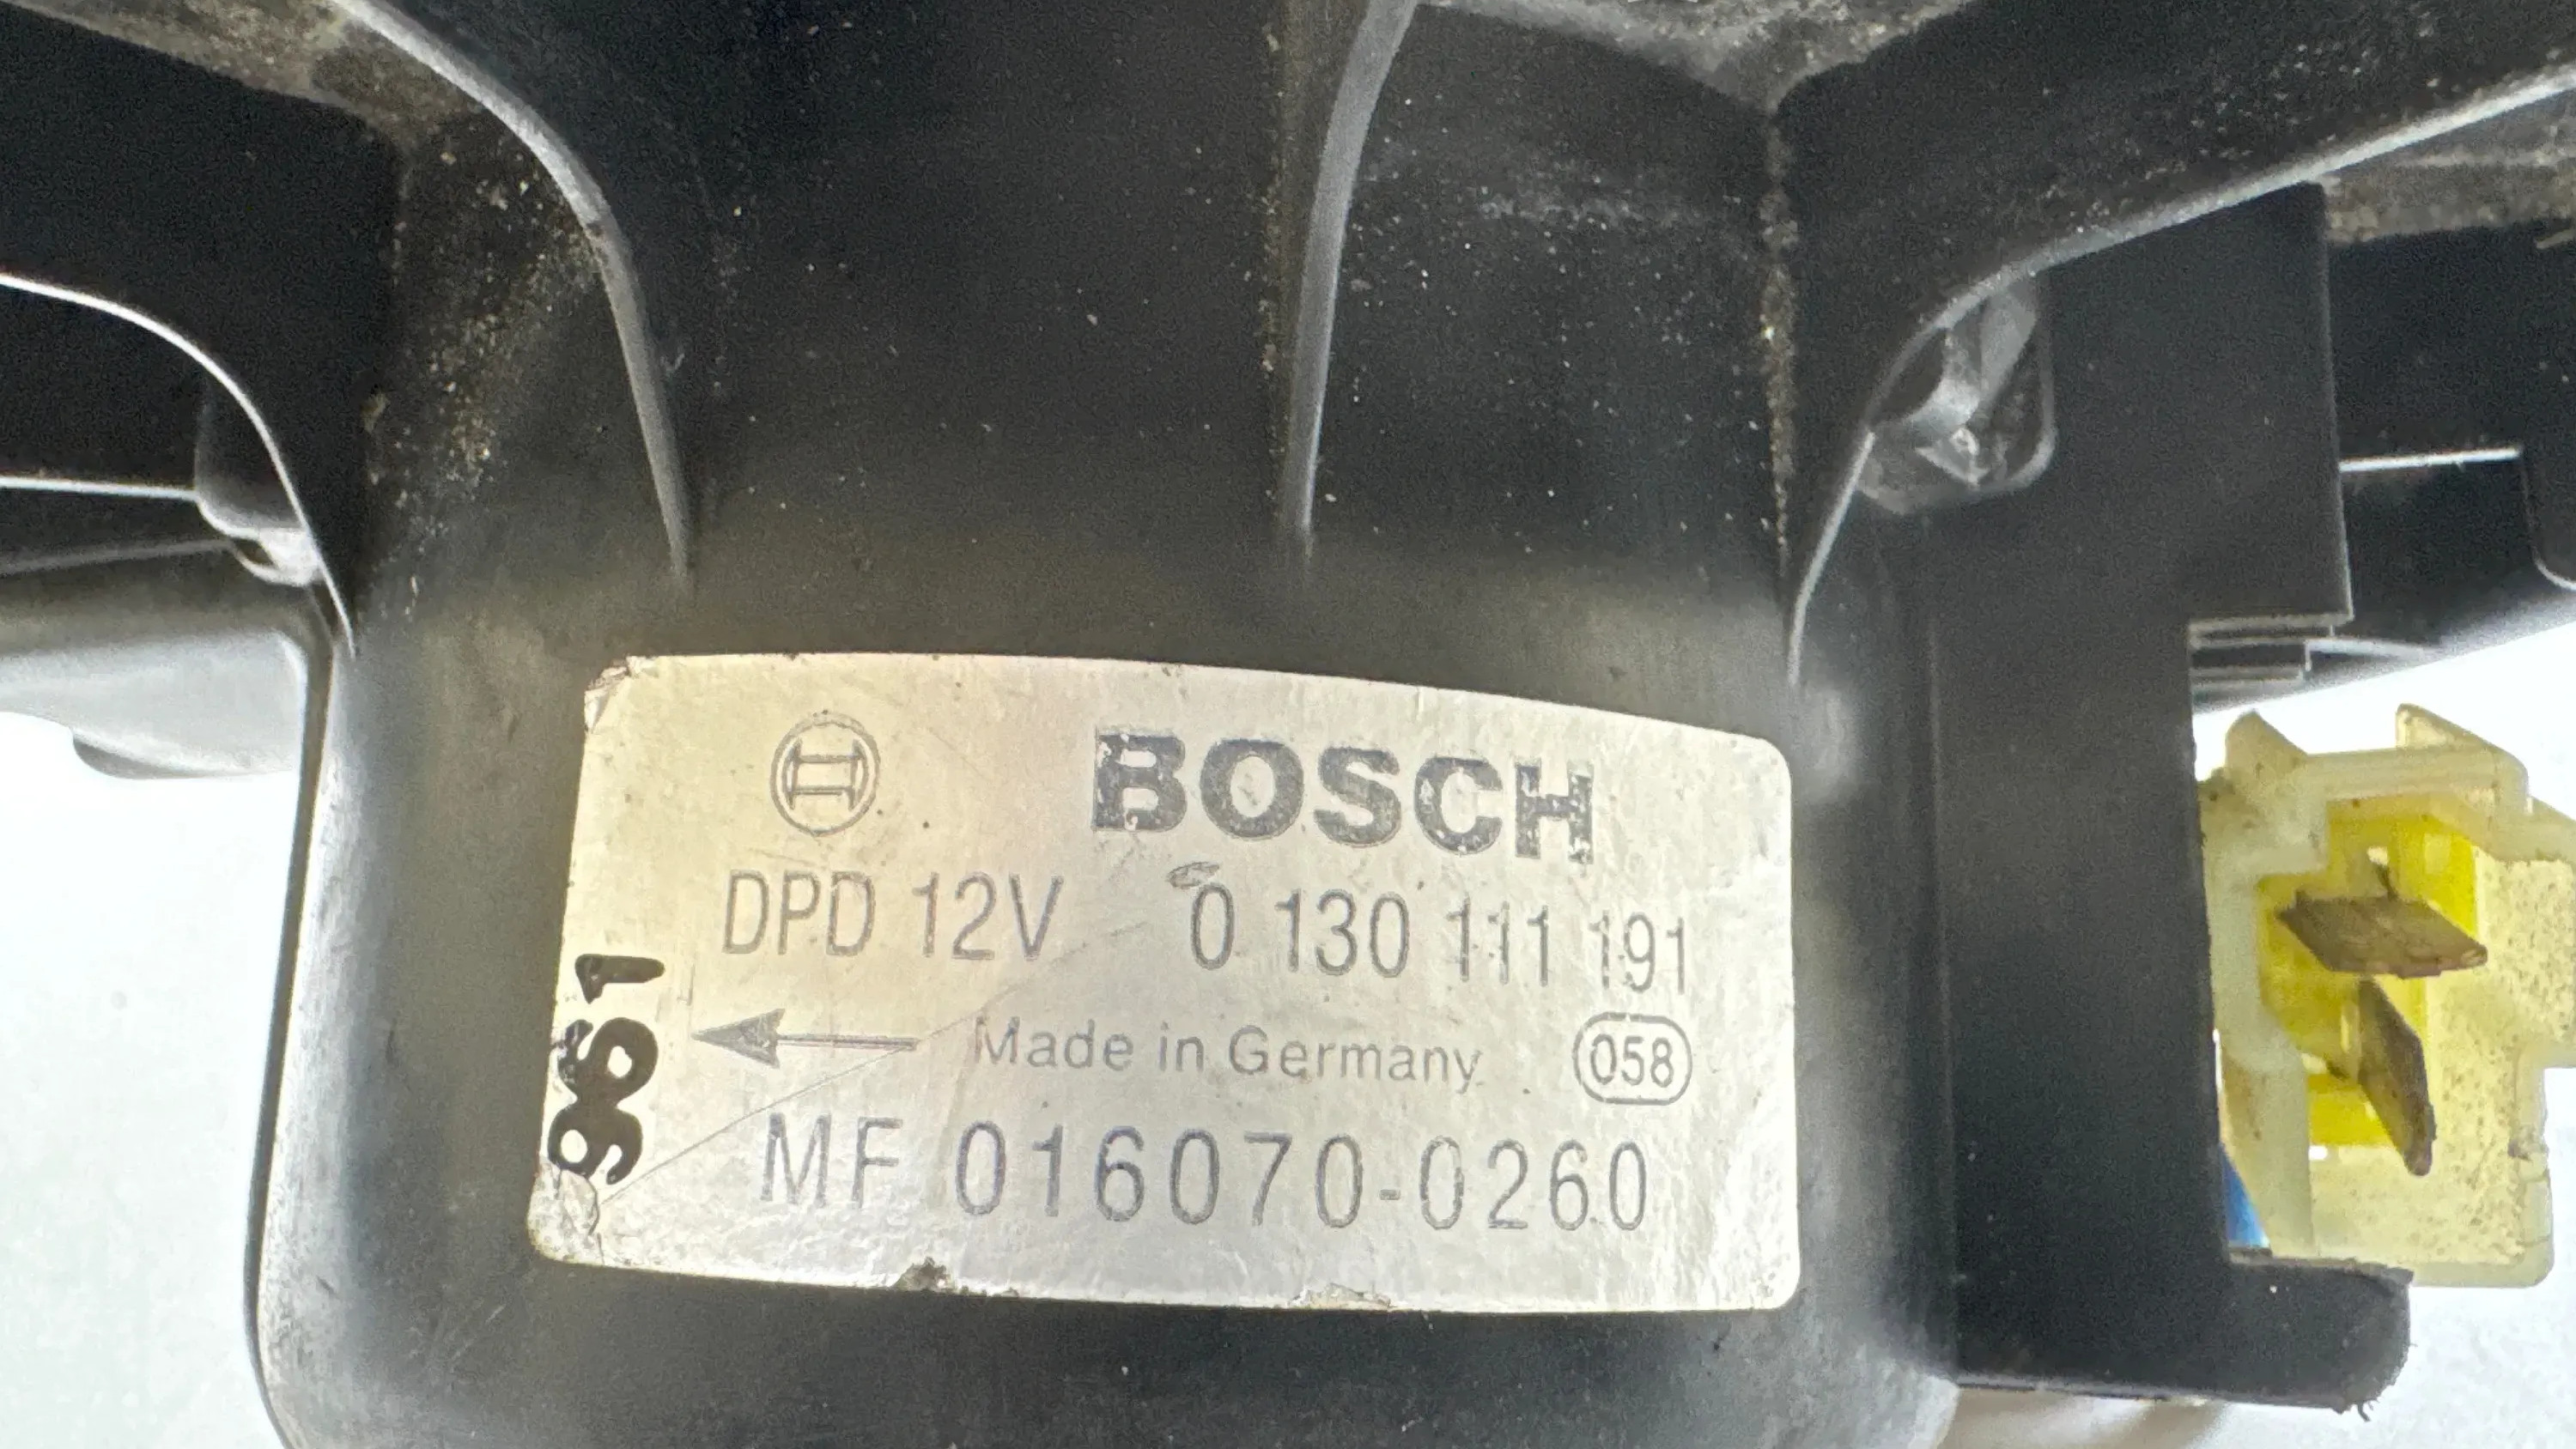 BOSCH
DPD 12V 0 130 111 191
Made in Germany 058
MF 016070-0260
961